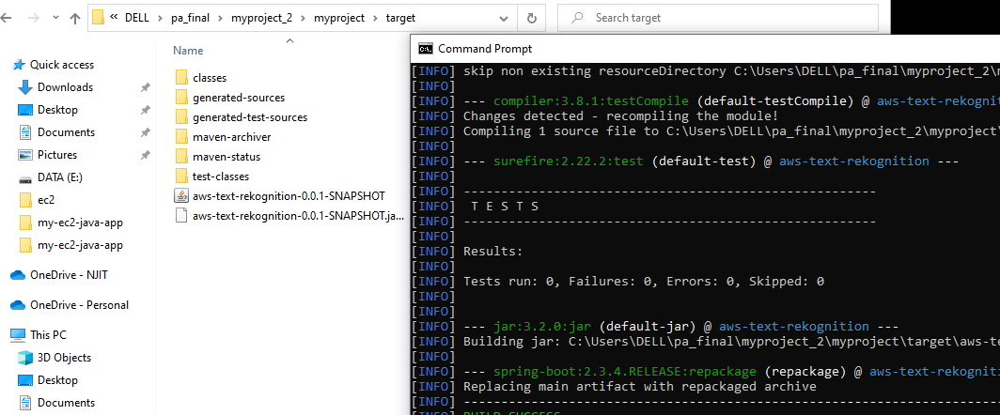 « DELL > pa_final > myproject_2 > myproject > target
Search target
Name
Quick access
Downloads
Desktop
Documents
Pictures
DATA (E:)
ec2
my-ec2-java-app
my-ec2-java-app
OneDrive - NJIT
OneDrive - Personal
This PC
3D Objects
Desktop
Documents
classes
generated-sources
generated-test-sources
maven-archiver
maven-status
test-classes
aws-text-rekognition-0.0.1-SNAPSHOT
aws-text-rekognition-0.0.1-SNAPSHOT.ja...
Command Prompt
[INFO] skip non existing resourceDirectory C:\Users\DELL\pa_final\myproject_2\m
[INFO]
[INFO] --- compiler:3.8.1:testCompile (default-testCompile) @ aws-text-rekognit
[INFO] Changes detected - recompiling the module!
[INFO] Compiling 1 source file to C:\Users\DELL\pa_final\myproject_2\myproject\
[INFO]
[INFO] --- surefire:2.22.2:test (default-test) @ aws-text-rekognition ---
[INFO]
[INFO] -------------------------------------------------------
[INFO]  T E S T S
[INFO] -------------------------------------------------------
[INFO]
[INFO] Results:
[INFO]
[INFO] Tests run: 0, Failures: 0, Errors: 0, Skipped: 0
[INFO]
[INFO]
[INFO] --- jar:3.2.0:jar (default-jar) @ aws-text-rekognition ---
[INFO] Building jar: C:\Users\DELL\pa_final\myproject_2\myproject\target\aws-te
[INFO]
[INFO] --- spring-boot:2.3.4.RELEASE:repackage (repackage) @ aws-text-rekogniti
[INFO] Replacing main artifact with repackaged archive
[INFO] ------------------------------------------------------------------------
[INFO] BUILD SUCCESS